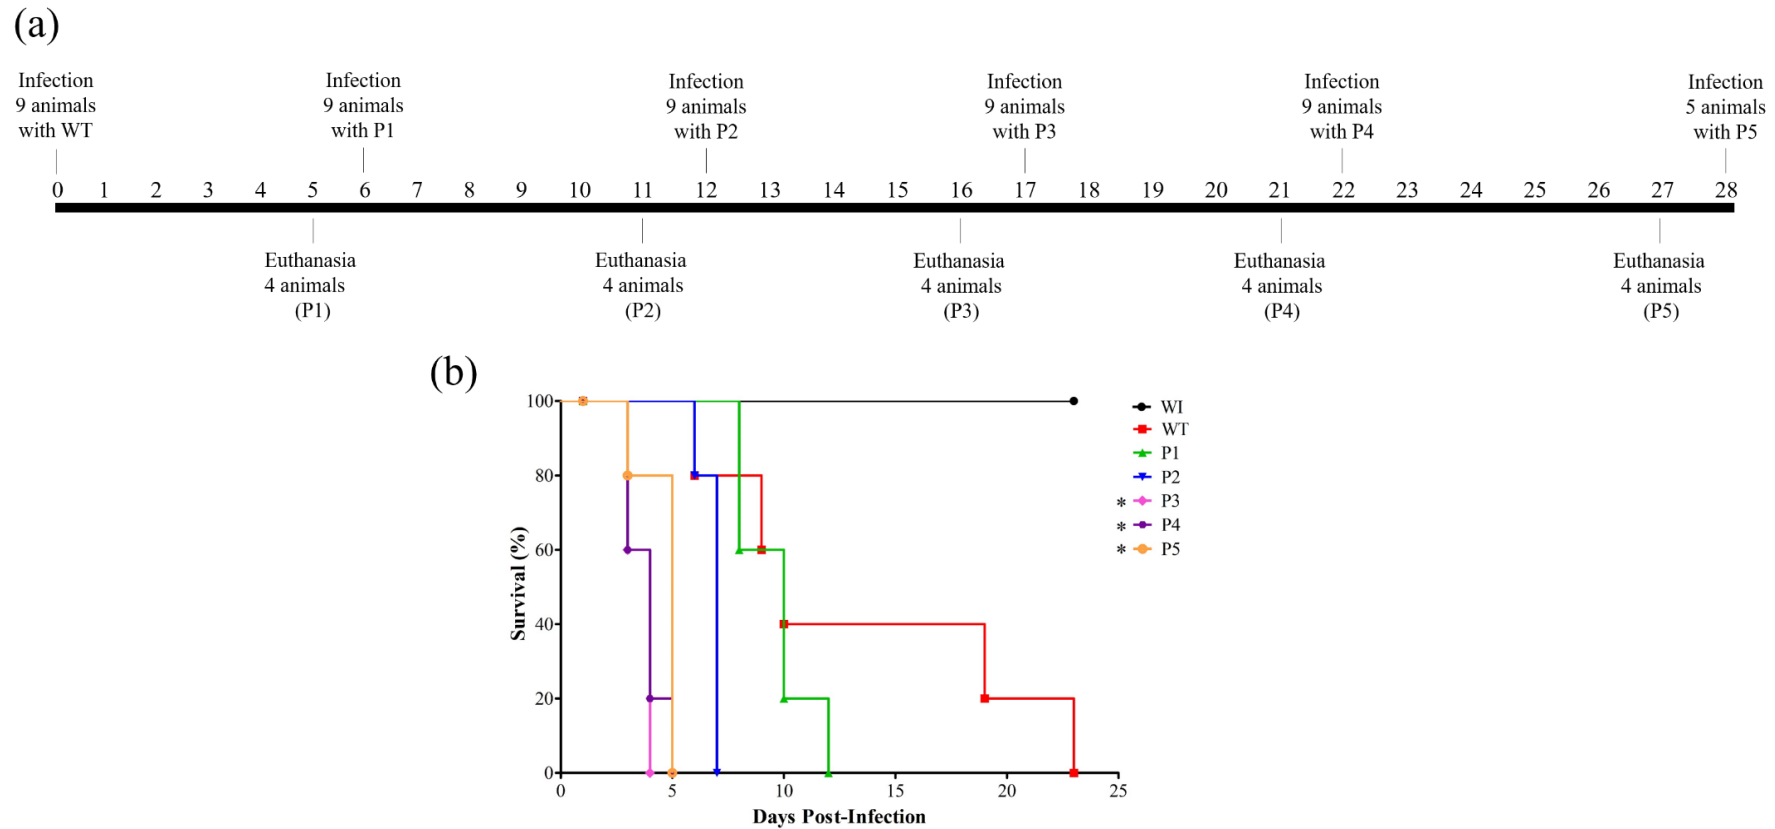 (a)
Infection
9 animals
with WT
Infection
9 animals
with P1
Infection
9 animals
with P2
Infection
9 animals
with P3
Infection
9 animals
with P4
Infection
5 animals
with P5
0 1 2 3 4 5 6 7 8 9 10 11 12 13 14 15 16 17 18 19 20 21 22 23 24 25 26 27 28
Euthanasia
4 animals
(P1)
Euthanasia
4 animals
(P2)
Euthanasia
4 animals
(P3)
Euthanasia
4 animals
(P4)
Euthanasia
4 animals
(P5)
(b)
Survival (%)
100
80
60
40
20
0
0 5 10 15 20 25
Days Post-Infection
WI
WT
P1
P2
* P3
* P4
* P5